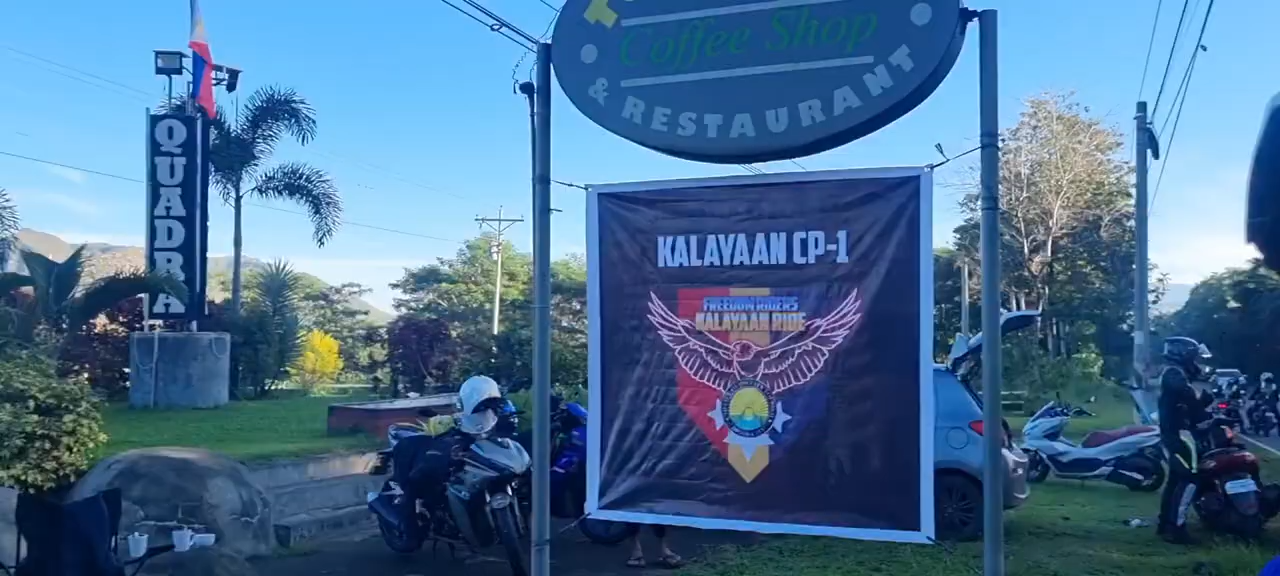 Coffee Shop
& RESTAURANT
QUADRA
KALAYAAN CP-1
FREEDOM RIDERS
KALAYAAN RIDE